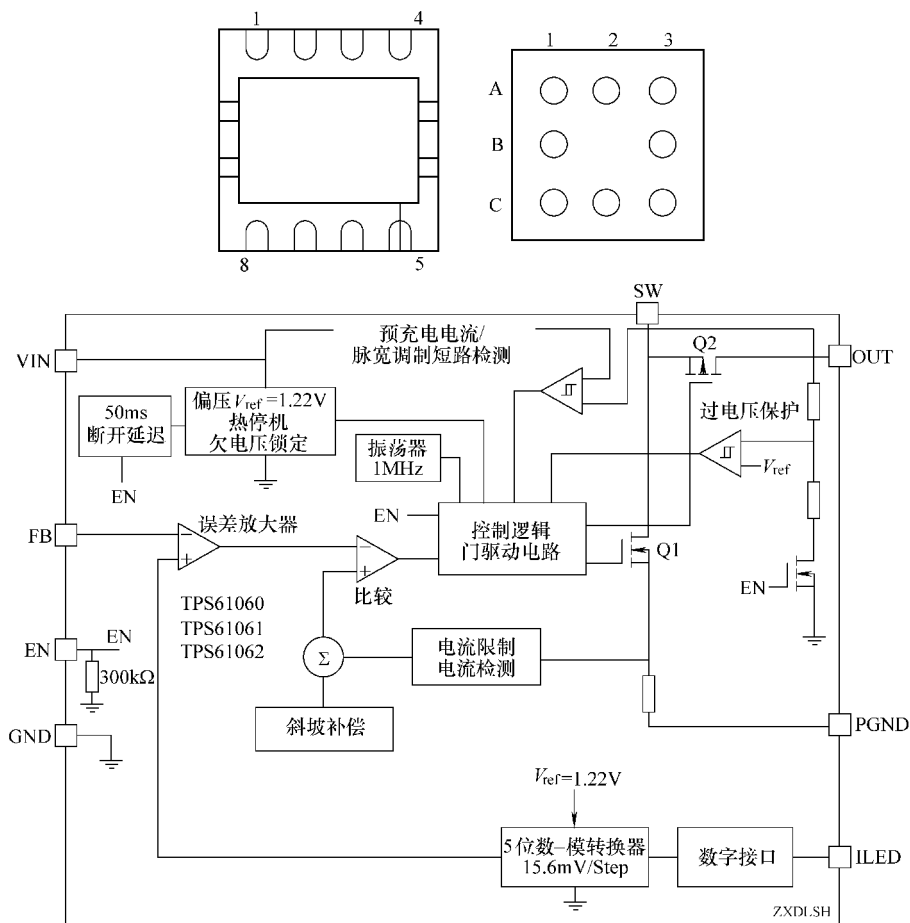 1 4
8 5
1 2 3
A
B
C
SW
VIN
预充电电流/
脉宽调制短路检测
Q2
OUT
50ms
断开延迟
EN
偏压Vref=1.22V
热停机
欠电压锁定
振荡器
1MHz
过电压保护
Vref
FB
误差放大器
−
+
−
+
比较
EN
控制逻辑
门驱动电路
Q1
EN
TPS61060
TPS61061
TPS61062
EN
EN
300kΩ
Σ
电流限制
电流检测
斜坡补偿
GND
PGND
Vref=1.22V
5位数–模转换器
15.6mV/Step
数字接口
ILED
ZXDLSH